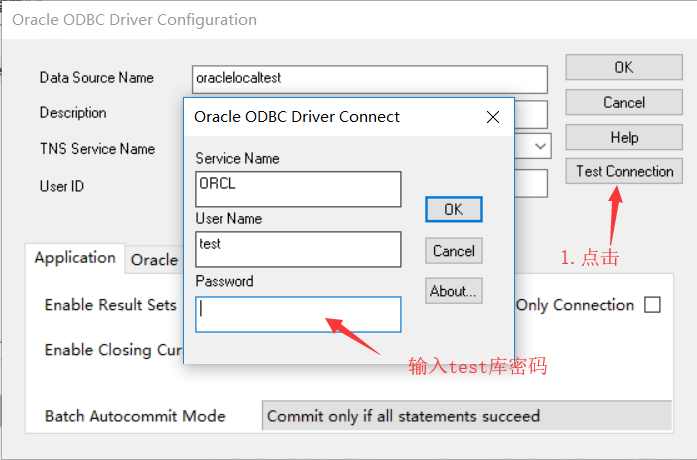 Oracle ODBC Driver Configuration
Data Source Name
oraclelocaltest
OK
Description
Cancel
Oracle ODBC Driver Connect
Help
TNS Service Name
Service Name
ORCL
Test Connection
User ID
User Name
OK
test
Cancel
1. 点击
Application
Oracle
Password
About...
Enable Result Sets
Only Connection
Enable Closing Cur
输入test库密码
Batch Autocommit Mode
Commit only if all statements succeed